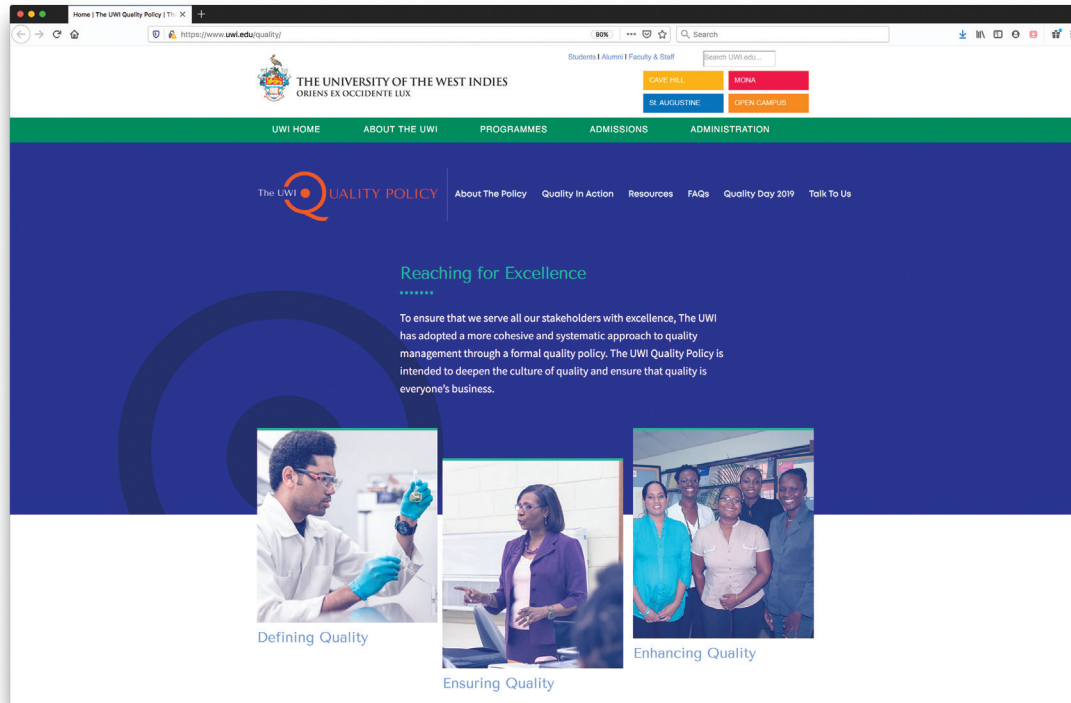 Home | The UWI Quality Policy | Th
https://www.uwi.edu/quality/
80%
Search
Students I Alumni I Faculty & Staff
Search UWI.edu...
THE UNIVERSITY OF THE WEST INDIES
ORIENS EX OCCIDENTE LUX
CAVE HILL
MONA
St. AUGUSTINE
OPEN CAMPUS
UWI HOME
ABOUT THE UWI
PROGRAMMES
ADMISSIONS
ADMINISTRATION
The UWI QUALITY POLICY
About The Policy
Quality In Action
Resources
FAQs
Quality Day 2019
Talk To Us
Reaching for Excellence
To ensure that we serve all our stakeholders with excellence, The UWI
has adopted a more cohesive and systematic approach to quality
management through a formal quality policy. The UWI Quality Policy is
intended to deepen the culture of quality and ensure that quality is
everyone's business.
Defining Quality
Ensuring Quality
Enhancing Quality